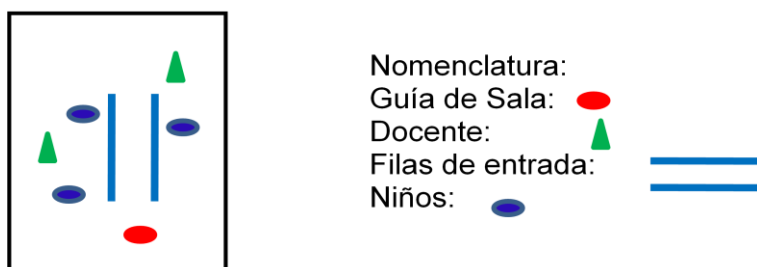 Nomenclatura:
Guía de Sala:
Docente:
Filas de entrada:
Niños: